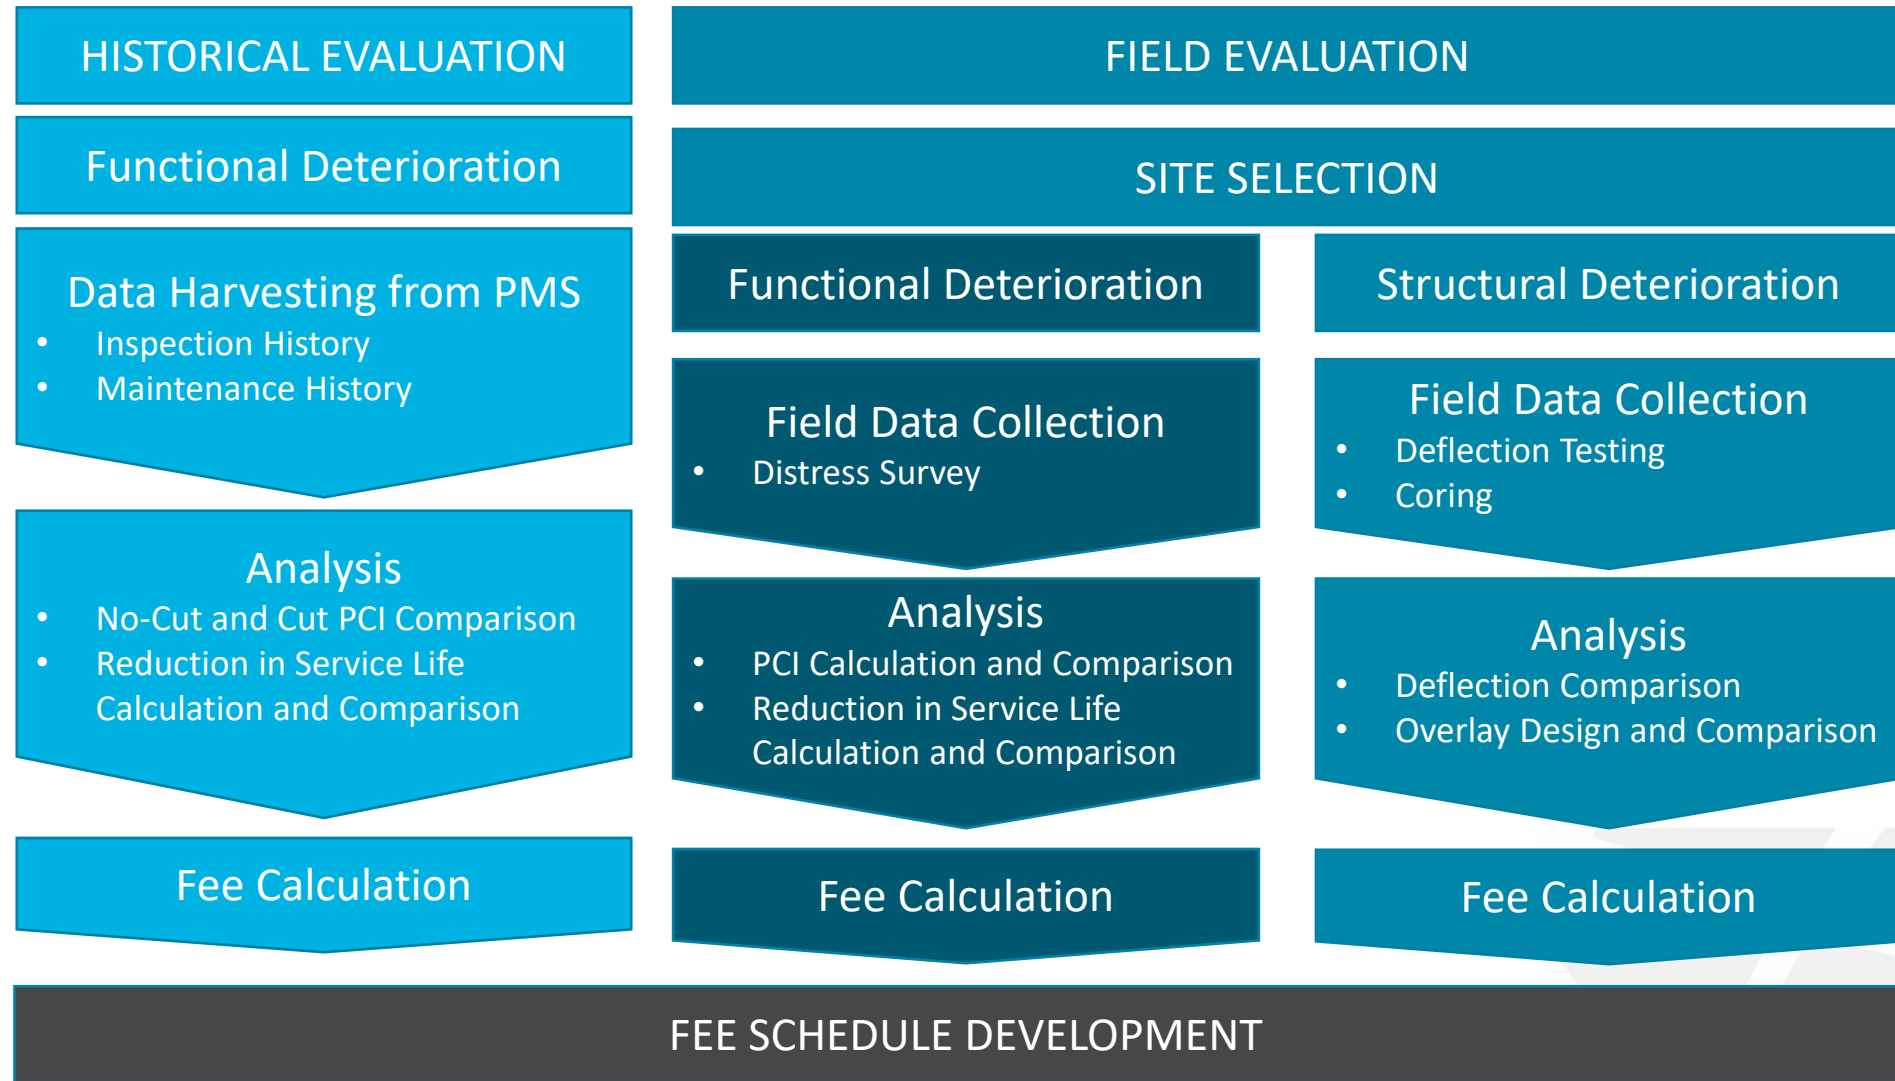 HISTORICAL EVALUATION
Functional Deterioration
Data Harvesting from PMS
• Inspection History
• Maintenance History
Analysis
• No-Cut and Cut PCI Comparison
• Reduction in Service Life
Calculation and Comparison
Fee Calculation
FIELD EVALUATION
SITE SELECTION
Functional Deterioration
Field Data Collection
• Distress Survey
Analysis
• PCI Calculation and Comparison
• Reduction in Service Life
Calculation and Comparison
Fee Calculation
Structural Deterioration
Field Data Collection
• Deflection Testing
• Coring
Analysis
• Deflection Comparison
• Overlay Design and Comparison
Fee Calculation
FEE SCHEDULE DEVELOPMENT